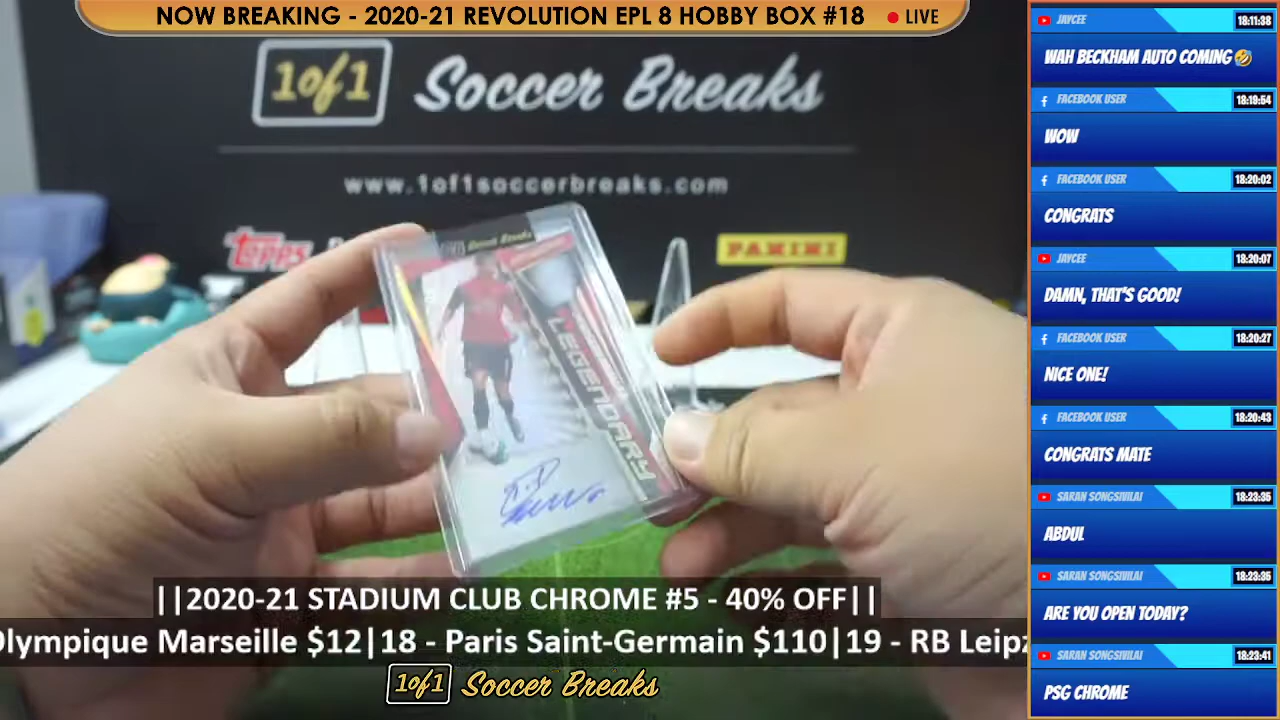 NOW BREAKING - 2020-21 REVOLUTION EPL 8 HOBBY BOX #18 LIVE
1of1 Soccer Breaks
www.1of1soccerbreaks.com
Topps
PANINI
LEGENDARY
||2020-21 STADIUM CLUB CHROME #5 - 40% OFF||
Olympique Marseille $12|18 - Paris Saint-Germain $110|19 - RB Leipz
1of1 Soccer Breaks
JAYCEE 18:11:38
WAH BECKHAM AUTO COMING🤣
FACEBOOK USER 18:19:54
WOW
FACEBOOK USER 18:20:02
CONGRATS
JAYCEE 18:20:07
DAMN, THAT'S GOOD!
FACEBOOK USER 18:20:27
NICE ONE!
FACEBOOK USER 18:20:43
CONGRATS MATE
SARAN SONGSIVILAI 18:23:35
ABDUL
SARAN SONGSIVILAI 18:23:35
ARE YOU OPEN TODAY?
SARAN SONGSIVILAI 18:23:41
PSG CHROME